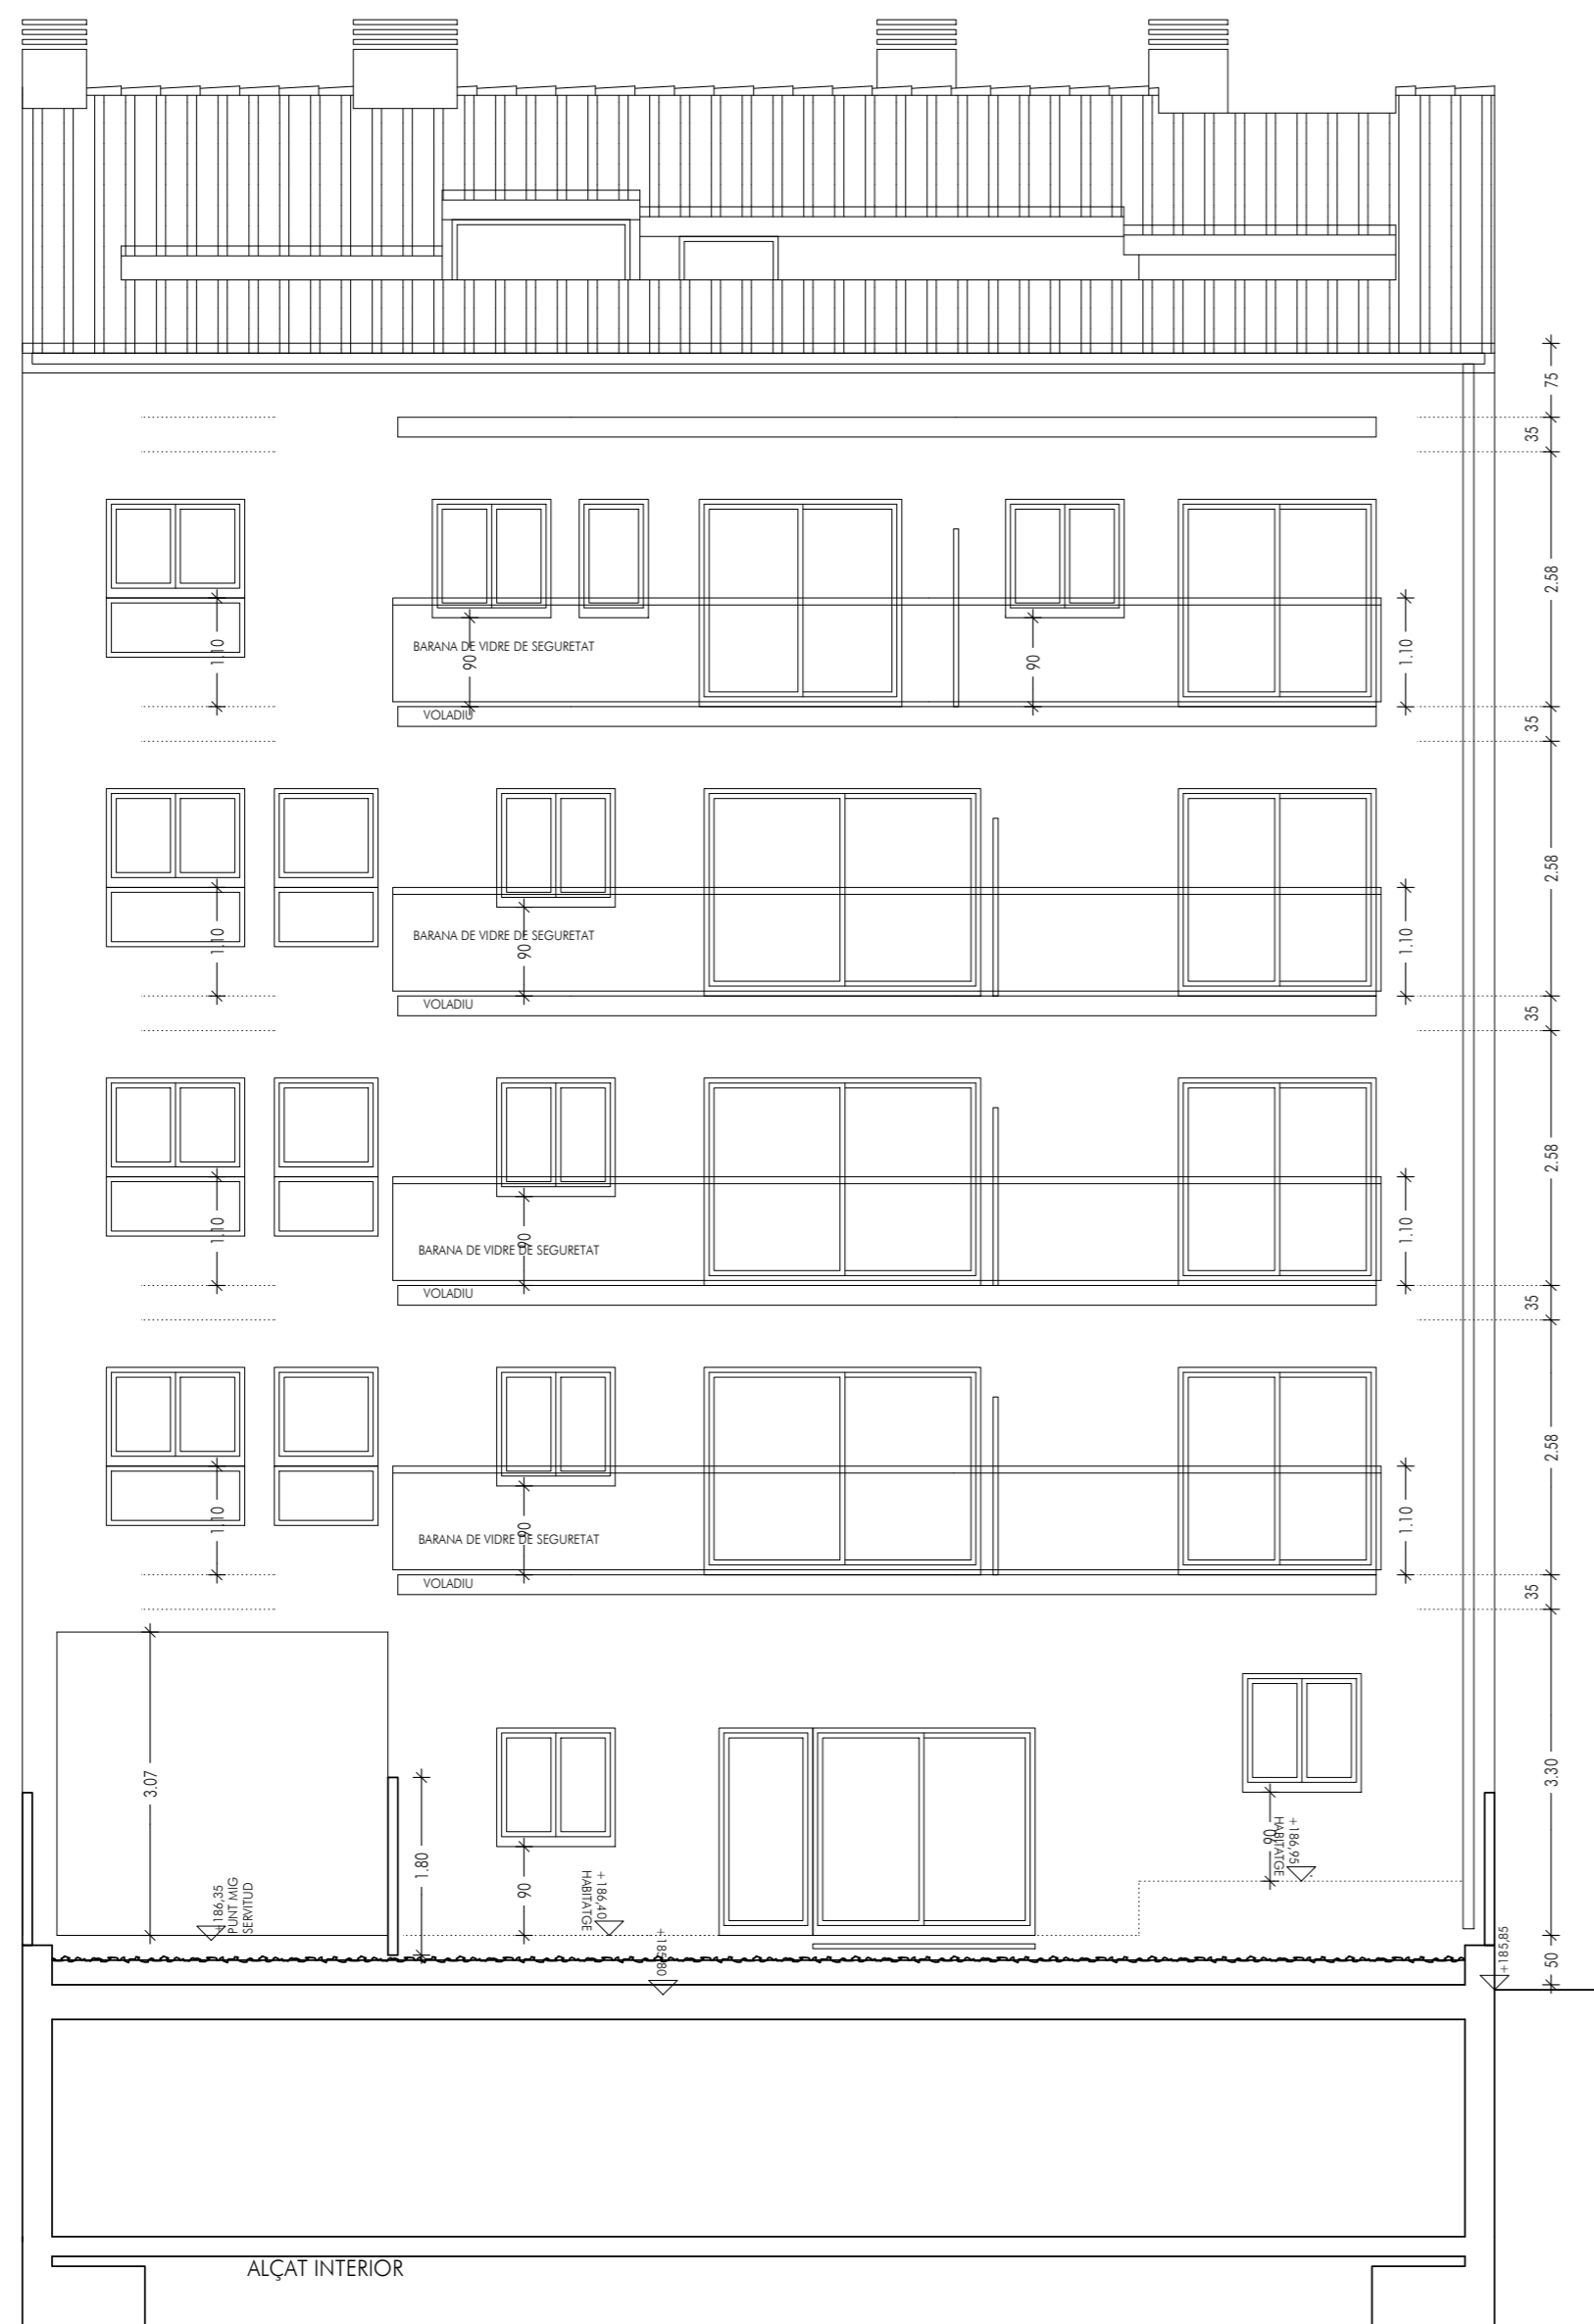 75
35
2.58
1.10
BARANA DE VIDRE DE SEGURETAT
90
90
1.10
VOLADIU
35
2.58
1.10
BARANA DE VIDRE DE SEGURETAT
90
1.10
VOLADIU
35
2.58
1.10
BARANA DE VIDRE DE SEGURETAT
90
1.10
VOLADIU
35
2.58
1.10
BARANA DE VIDRE DE SEGURETAT
90
1.10
VOLADIU
35
3.07
1.80
90
3.30
90
+186,95
HABITATGE
+186,35
PUNT MIG
SERVITUD
+186,40
HABITATGE
+185,80
+185,85
50
ALÇAT INTERIOR